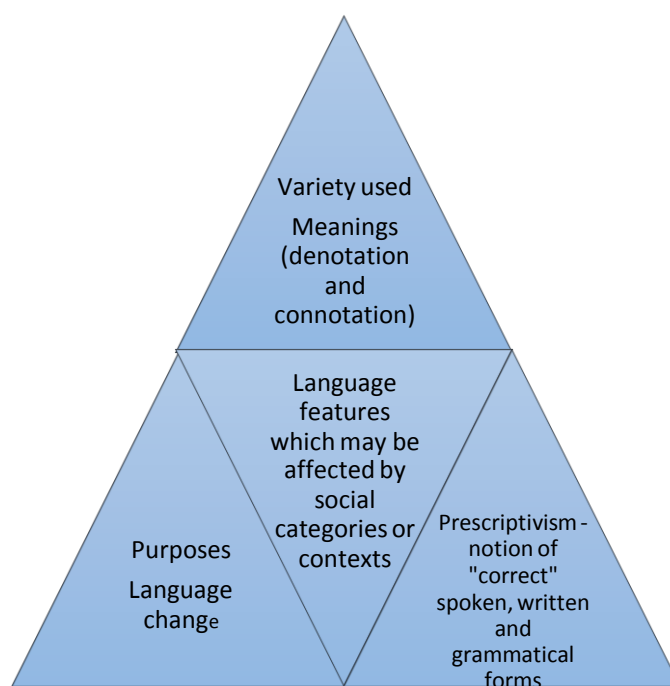 Variety used
Meanings
(denotation
and
connotation)
Language
features
which may be
affected by
social
categories or
contexts
Purposes
Language
change
Prescriptivism -
notion of
"correct"
spoken, written
and
grammatical
forms